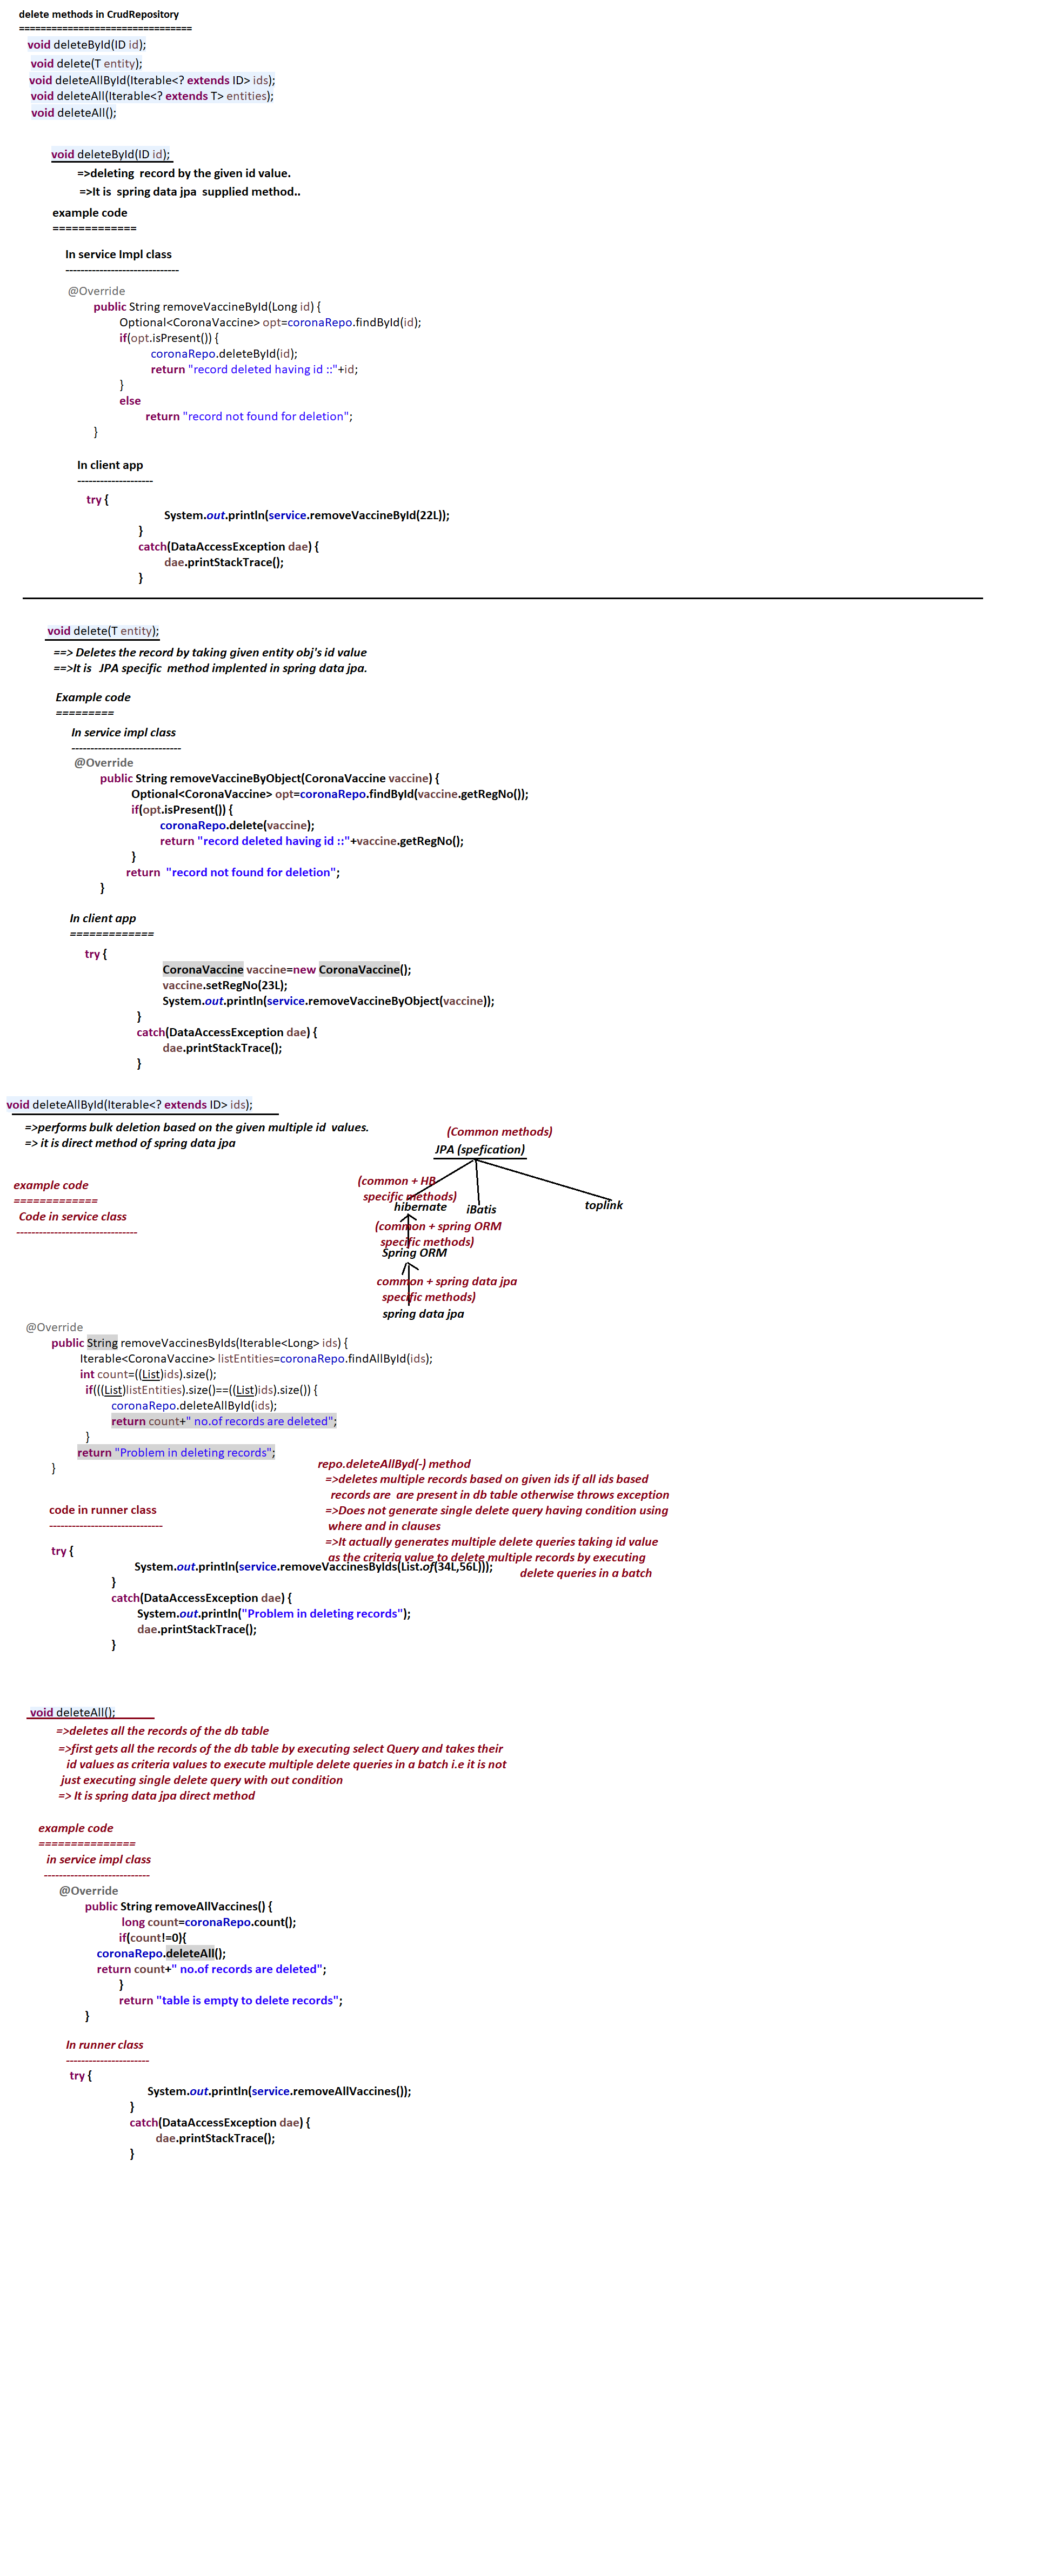 delete methods in CrudRepository
================================
void deleteById(ID id);
void delete(T entity);
void deleteAllById(Iterable<? extends ID> ids);
void deleteAll(Iterable<? extends T> entities);
void deleteAll();
void deleteById(ID id);
=>deleting record by the given id value.
=>It is spring data jpa supplied method..
example code
=============
In service Impl class
------------------------------
@Override
public String removeVaccineById(Long id) {
Optional<CoronaVaccine> opt=coronaRepo.findById(id);
if(opt.isPresent()) {
coronaRepo.deleteById(id);
return "record deleted having id ::"+id;
}
else
return "record not found for deletion";
}
In client app
--------------------
try {
System.out.println(service.removeVaccineById(22L));
}
catch(DataAccessException dae) {
dae.printStackTrace();
}
void delete(T entity);
==> Deletes the record by taking given entity obj's id value
==>It is JPA specific method implented in spring data jpa.
Example code
=========
In service impl class
-----------------------------
@Override
public String removeVaccineByObject(CoronaVaccine vaccine) {
Optional<CoronaVaccine> opt=coronaRepo.findById(vaccine.getRegNo());
if(opt.isPresent()) {
coronaRepo.delete(vaccine);
return "record deleted having id ::"+vaccine.getRegNo();
}
return "record not found for deletion";
}
In client app
=============
try {
CoronaVaccine vaccine=new CoronaVaccine();
vaccine.setRegNo(23L);
System.out.println(service.removeVaccineByObject(vaccine));
}
catch(DataAccessException dae) {
dae.printStackTrace();
}
void deleteAllById(Iterable<? extends ID> ids);
=>performs bulk deletion based on the given multiple id values.
=> it is direct method of spring data jpa
(Common methods)
JPA (spefication)
(common + HB
specific methods)
hibernate
iBatis
toplink
(common + spring ORM
specific methods)
Spring ORM
common + spring data jpa
specific methods)
spring data jpa
example code
=============
Code in service class
--------------------------------
@Override
public String removeVaccinesByIds(Iterable<Long> ids) {
Iterable<CoronaVaccine> listEntities=coronaRepo.findAllById(ids);
int count=((List)ids).size();
if(((List)listEntities).size()==((List)ids).size()) {
coronaRepo.deleteAllById(ids);
return count+" no.of records are deleted";
}
return "Problem in deleting records";
}
repo.deleteAllByd(-) method
=>deletes multiple records based on given ids if all ids based
records are are present in db table otherwise throws exception
=>Does not generate single delete query having condition using
where and in clauses
=>It actually generates multiple delete queries taking id value
as the criteria value to delete multiple records by executing
delete queries in a batch
code in runner class
------------------------------
try {
System.out.println(service.removeVaccinesByIds(List.of(34L,56L)));
}
catch(DataAccessException dae) {
System.out.println("Problem in deleting records");
dae.printStackTrace();
}
void deleteAll();
=>deletes all the records of the db table
=>first gets all the records of the db table by executing select Query and takes their
id values as criteria values to execute multiple delete queries in a batch i.e it is not
just executing single delete query with out condition
=> It is spring data jpa direct method
example code
===============
in service impl class
----------------------------
@Override
public String removeAllVaccines() {
long count=coronaRepo.count();
if(count!=0){
coronaRepo.deleteAll();
return count+" no.of records are deleted";
}
return "table is empty to delete records";
}
In runner class
----------------------
try {
System.out.println(service.removeAllVaccines());
}
catch(DataAccessException dae) {
dae.printStackTrace();
}